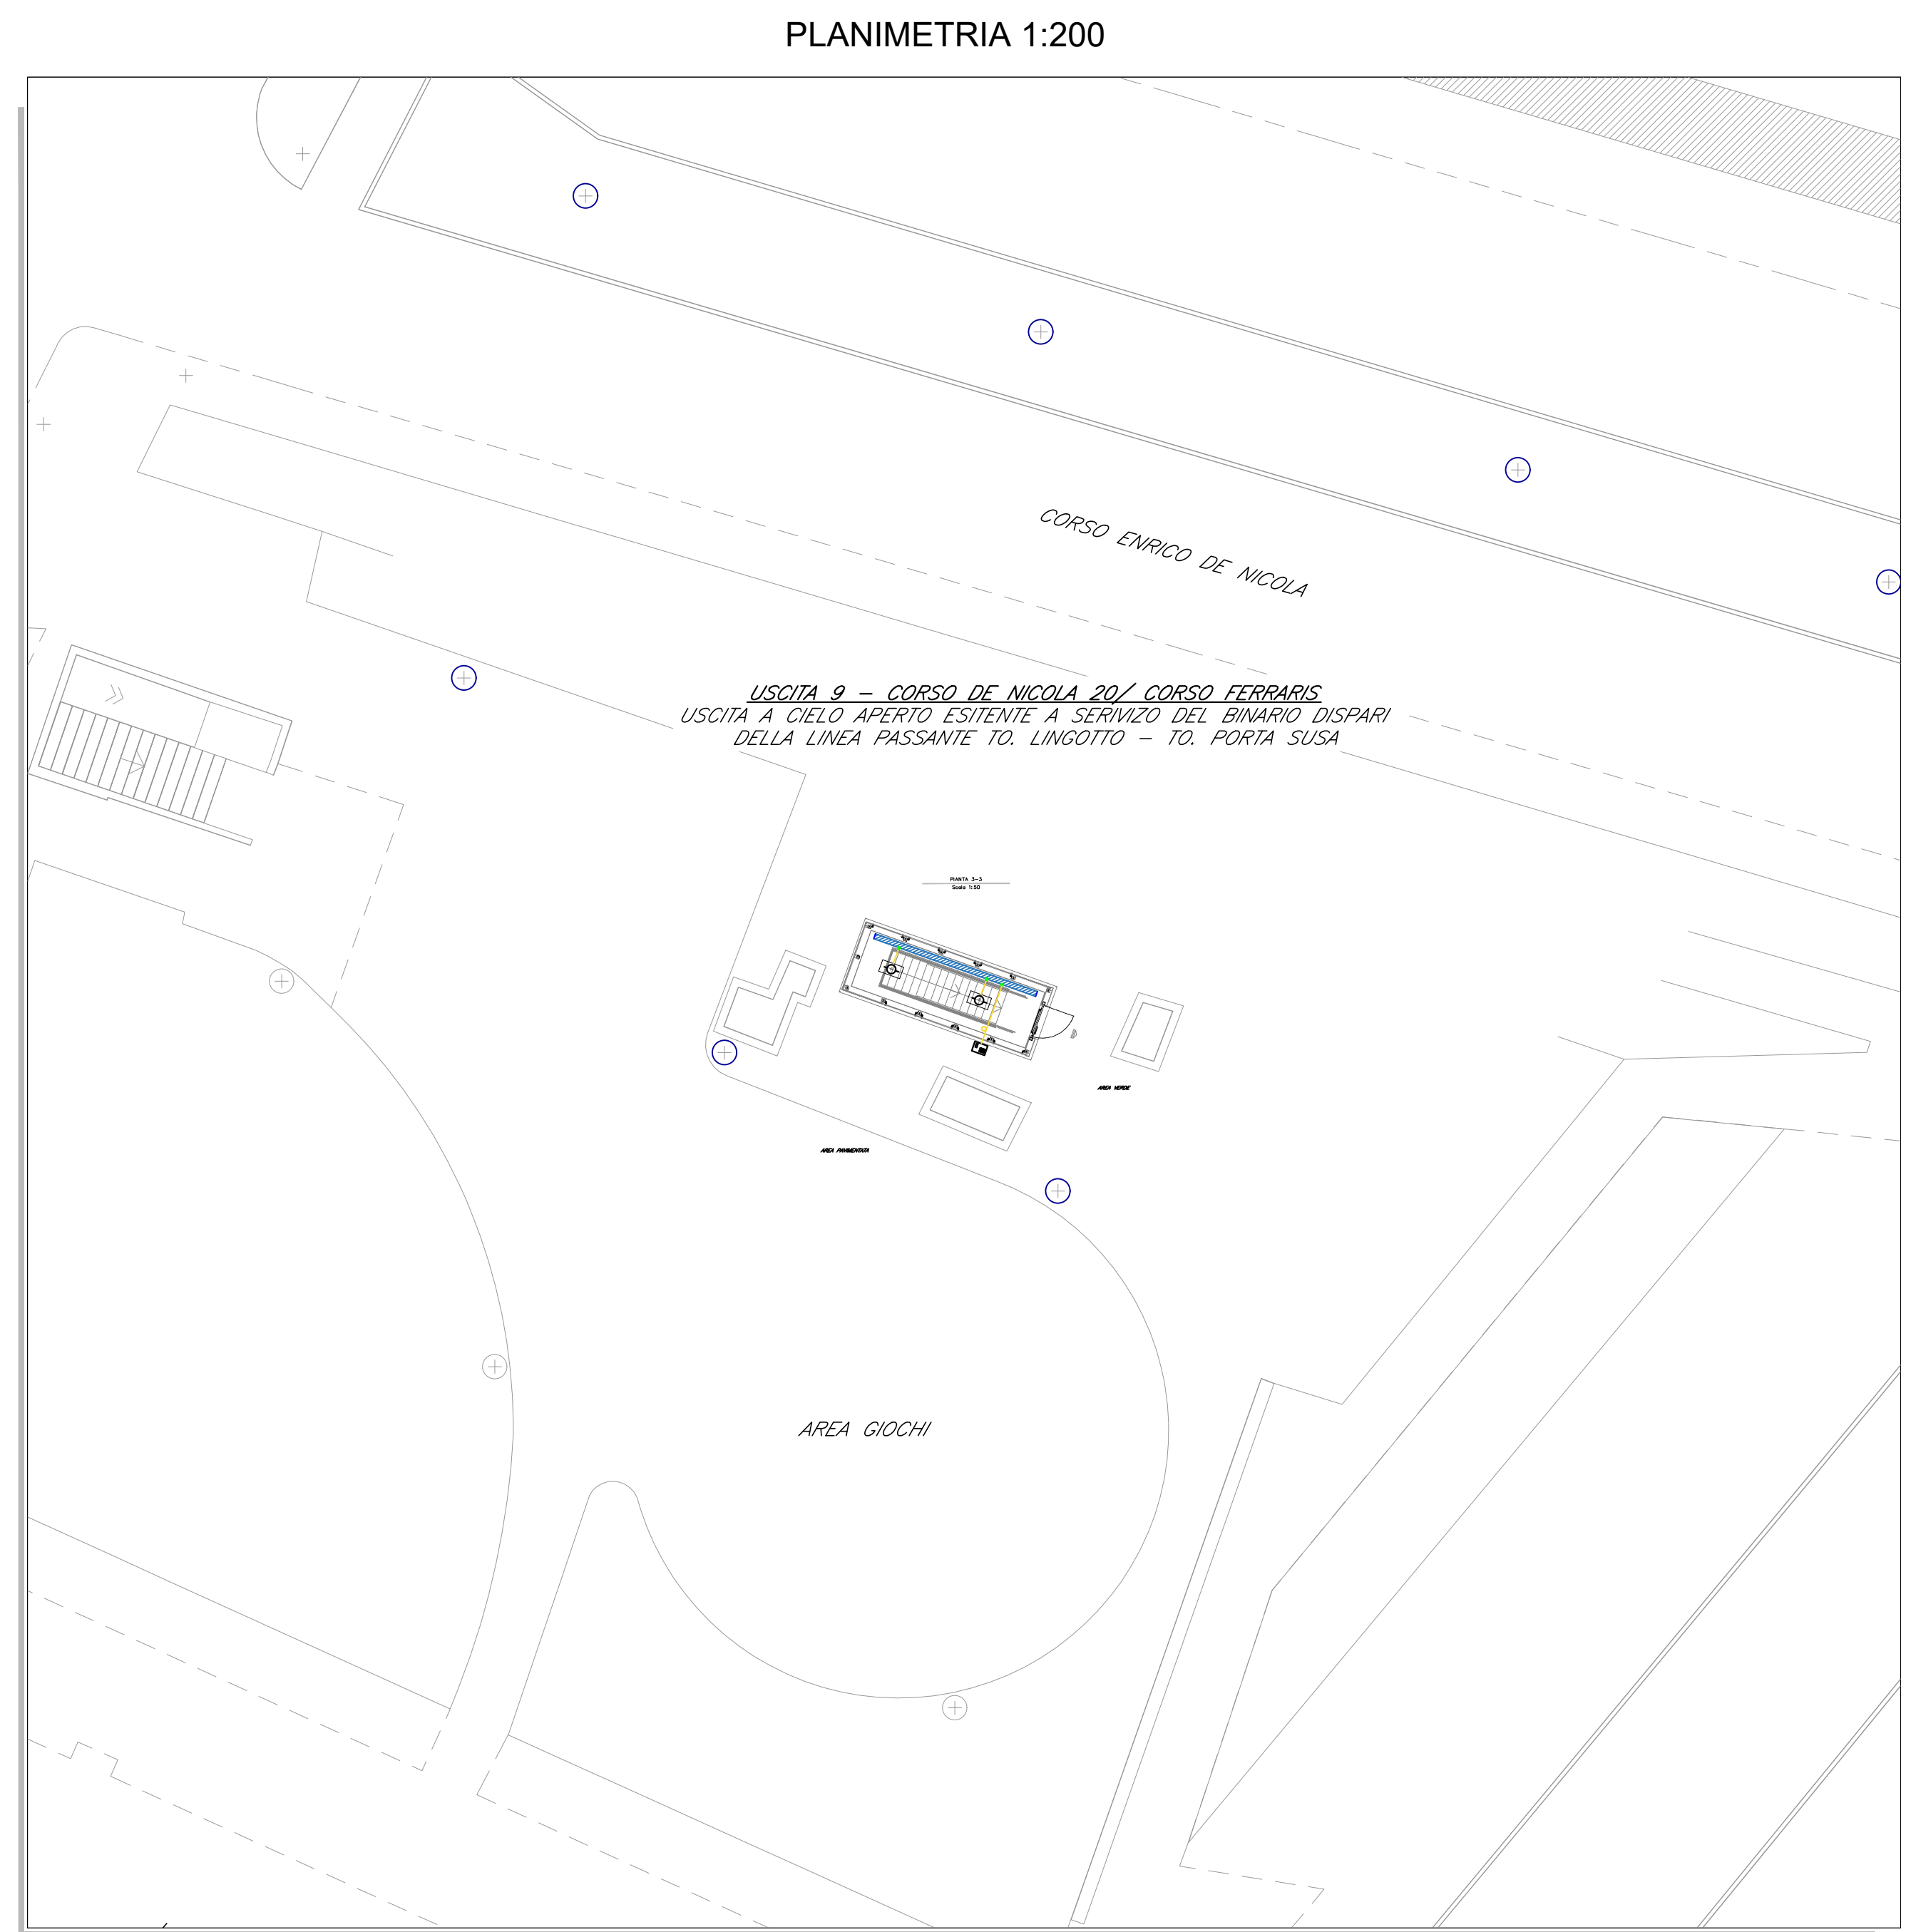 PLANIMETRIA 1:200
CORSO ENRICO DE NICOLA
USCITA 9 – CORSO DE NICOLA 20/ CORSO FERRARIS
USCITA A CIELO APERTO ESITENTE A SERIVIZO DEL BINARIO DISPARI
DELLA LINEA PASSANTE TO. LINGOTTO – TO. PORTA SUSA
PIANTA 3-3
Scala 1:50
AREA VERDE
AREA PAVIMENTATA
AREA GIOCHI